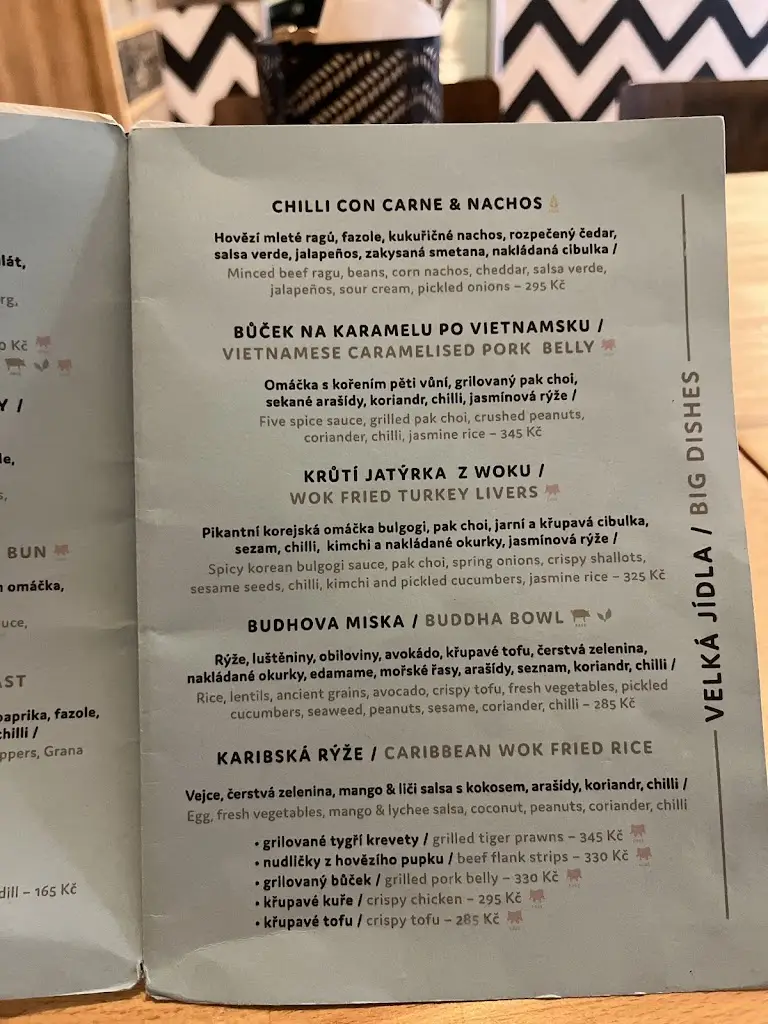 lát,
rg,
0 Kč
Y /
le,
s,
BUN
omáčka,
uce,
AST
paprika, fazole,
chilli /
ppers, Grana
dill – 165 Kč
CHILLI CON CARNE & NACHOS
Hovězí mleté ragú, fazole, kukuřičné nachos, rozpečený čedar,
salsa verde, jalapeños, zakysaná smetana, nakládaná cibulka /
Minced beef ragu, beans, corn nachos, cheddar, salsa verde,
jalapeños, sour cream, pickled onions – 295 Kč
BŮČEK NA KARAMELU PO VIETNAMSKU /
VIETNAMESE CARAMELISED PORK BELLY
Omáčka s kořením pěti vůní, grilovaný pak choi,
sekané arašídy, koriandr, chilli, jasmínová rýže /
Five spice sauce, grilled pak choi, crushed peanuts,
coriander, chilli, jasmine rice – 345 Kč
KRŮTÍ JATÝRKA Z WOKU /
WOK FRIED TURKEY LIVERS
Pikantní korejská omáčka bulgogi, pak choi, jarní a křupavá cibulka,
sezam, chilli, kimchi a nakládané okurky, jasmínová rýže /
Spicy korean bulgogi sauce, pak choi, spring onions, crispy shallots,
sesame seeds, chilli, kimchi and pickled cucumbers, jasmine rice – 325 Kč
BUDHOVA MISKA / BUDDHA BOWL
Rýže, luštěniny, obiloviny, avokádo, křupavé tofu, čerstvá zelenina,
nakládané okurky, edamame, mořské řasy, arašídy, seznam, koriandr, chilli /
Rice, lentils, ancient grains, avocado, crispy tofu, fresh vegetables, pickled
cucumbers, seaweed, peanuts, sesame, coriander, chilli – 285 Kč
KARIBSKÁ RÝŽE / CARIBBEAN WOK FRIED RICE
Vejce, čerstvá zelenina, mango & liči salsa s kokosem, arašídy, koriandr, chilli /
Egg, fresh vegetables, mango & lychee salsa, coconut, peanuts, coriander, chilli
• grilované tygří krevety / grilled tiger prawns – 345 Kč
• nudličky z hovězího pupku / beef flank strips – 330 Kč
• grilovaný bůček / grilled pork belly – 330 Kč
• křupavé kuře / crispy chicken – 295 Kč
• křupavé tofu / crispy tofu – 285 Kč
VELKÁ JÍDLA / BIG DISHES